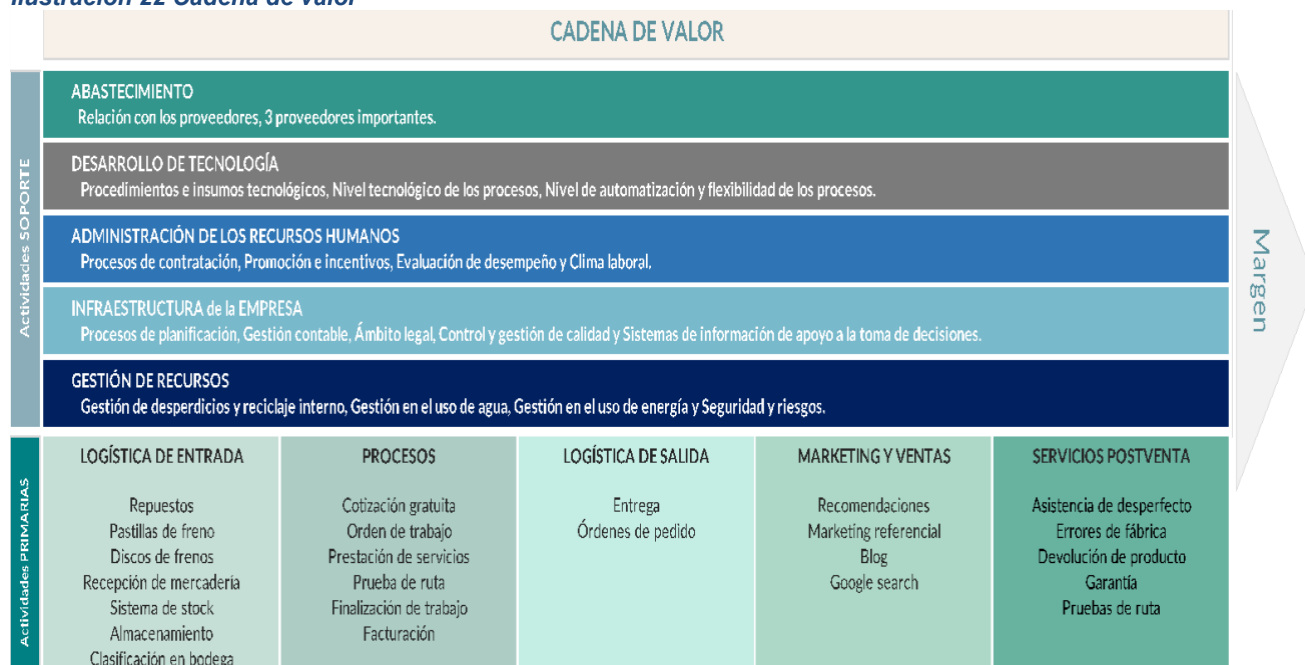 Ilustración 22 Cadena de valor
CADENA DE VALOR
Actividades SOPORTE
ABASTECIMIENTO
Relación con los proveedores, 3 proveedores importantes.
DESARROLLO DE TECNOLOGÍA
Procedimientos e insumos tecnológicos, Nivel tecnológico de los procesos, Nivel de automatización y flexibilidad de los procesos.
ADMINISTRACIÓN DE LOS RECURSOS HUMANOS
Procesos de contratación, Promoción e incentivos, Evaluación de desempeño y Clima laboral.
INFRAESTRUCTURA de la EMPRESA
Procesos de planificación, Gestión contable, Ámbito legal, Control y gestión de calidad y Sistemas de información de apoyo a la toma de decisiones.
GESTIÓN DE RECURSOS
Gestión de desperdicios y reciclaje interno, Gestión en el uso de agua, Gestión en el uso de energía y Seguridad y riesgos.
Margen
Actividades PRIMARIAS
LOGÍSTICA DE ENTRADA
Repuestos
Pastillas de freno
Discos de frenos
Recepción de mercadería
Sistema de stock
Almacenamiento
Clasificación en bodega
PROCESOS
Cotización gratuita
Orden de trabajo
Prestación de servicios
Prueba de ruta
Finalización de trabajo
Facturación
LOGÍSTICA DE SALIDA
Entrega
Órdenes de pedido
MARKETING Y VENTAS
Recomendaciones
Marketing referencial
Blog
Google search
SERVICIOS POSTVENTA
Asistencia de desperfecto
Errores de fábrica
Devolución de producto
Garantía
Pruebas de ruta